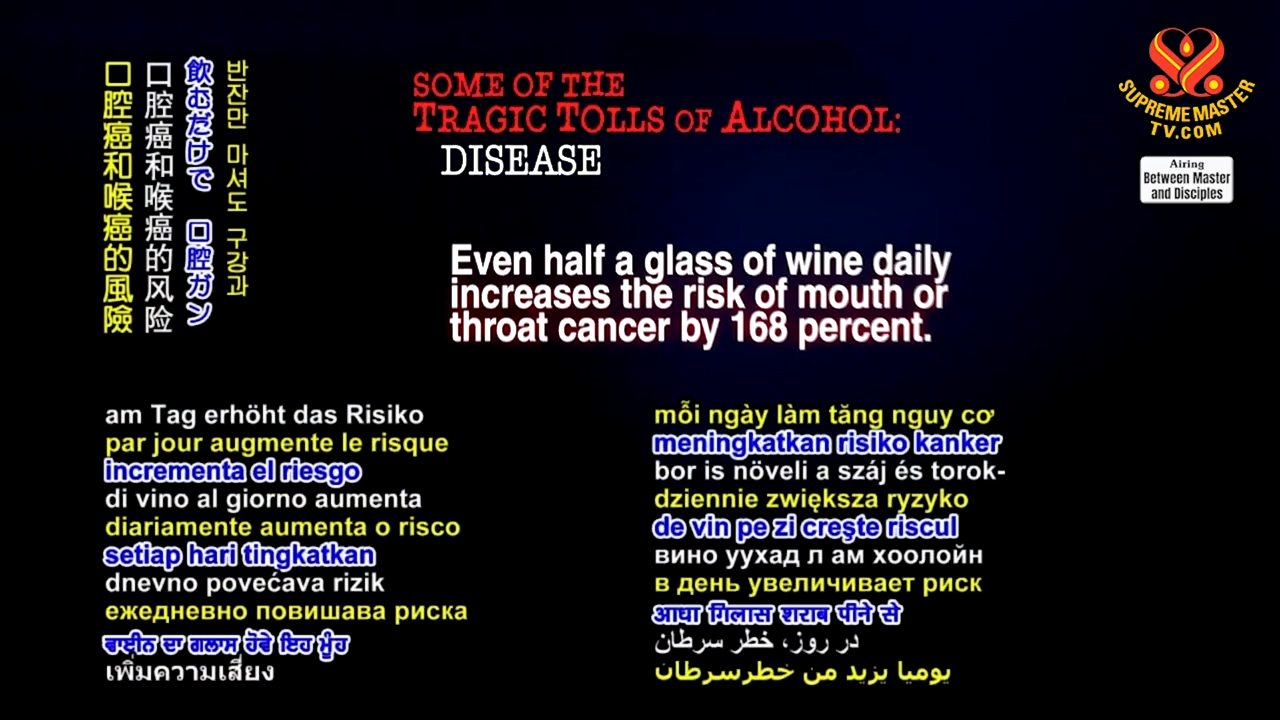 口腔癌和喉癌的風險
口腔癌和喉癌的风险
飲むだけで 口腔ガン
반잔만 마셔도 구강과
SOME OF THE
TRAGIC TOLLS OF ALCOHOL:
DISEASE
SUPREME MASTER
TV.COM
Airing
Between Master
and Disciples
Even half a glass of wine daily
increases the risk of mouth or
throat cancer by 168 percent.
am Tag erhöht das Risiko
par jour augmente le risque
incrementa el riesgo
di vino al giorno aumenta
diariamente aumenta o risco
setiap hari tingkatkan
dnevno povećava rizik
ежедневно повишава риска
ਵਾਈਨ ਦਾ ਗਲਾਸ ਹੋਵੇ ਇਹ ਮੂੰਹ
เพิ่มความเสี่ยง
mỗi ngày làm tăng nguy cơ
meningkatkan risiko kanker
bor is növeli a száj és torok-
dziennie zwiększa ryzyko
de vin pe zi creşte riscul
вино уухад л ам хоолойн
в день увеличивает риск
आधा गिलास शराब पीने से
در روز، خطر سرطان
يوميا يزيد من خطرسرطان